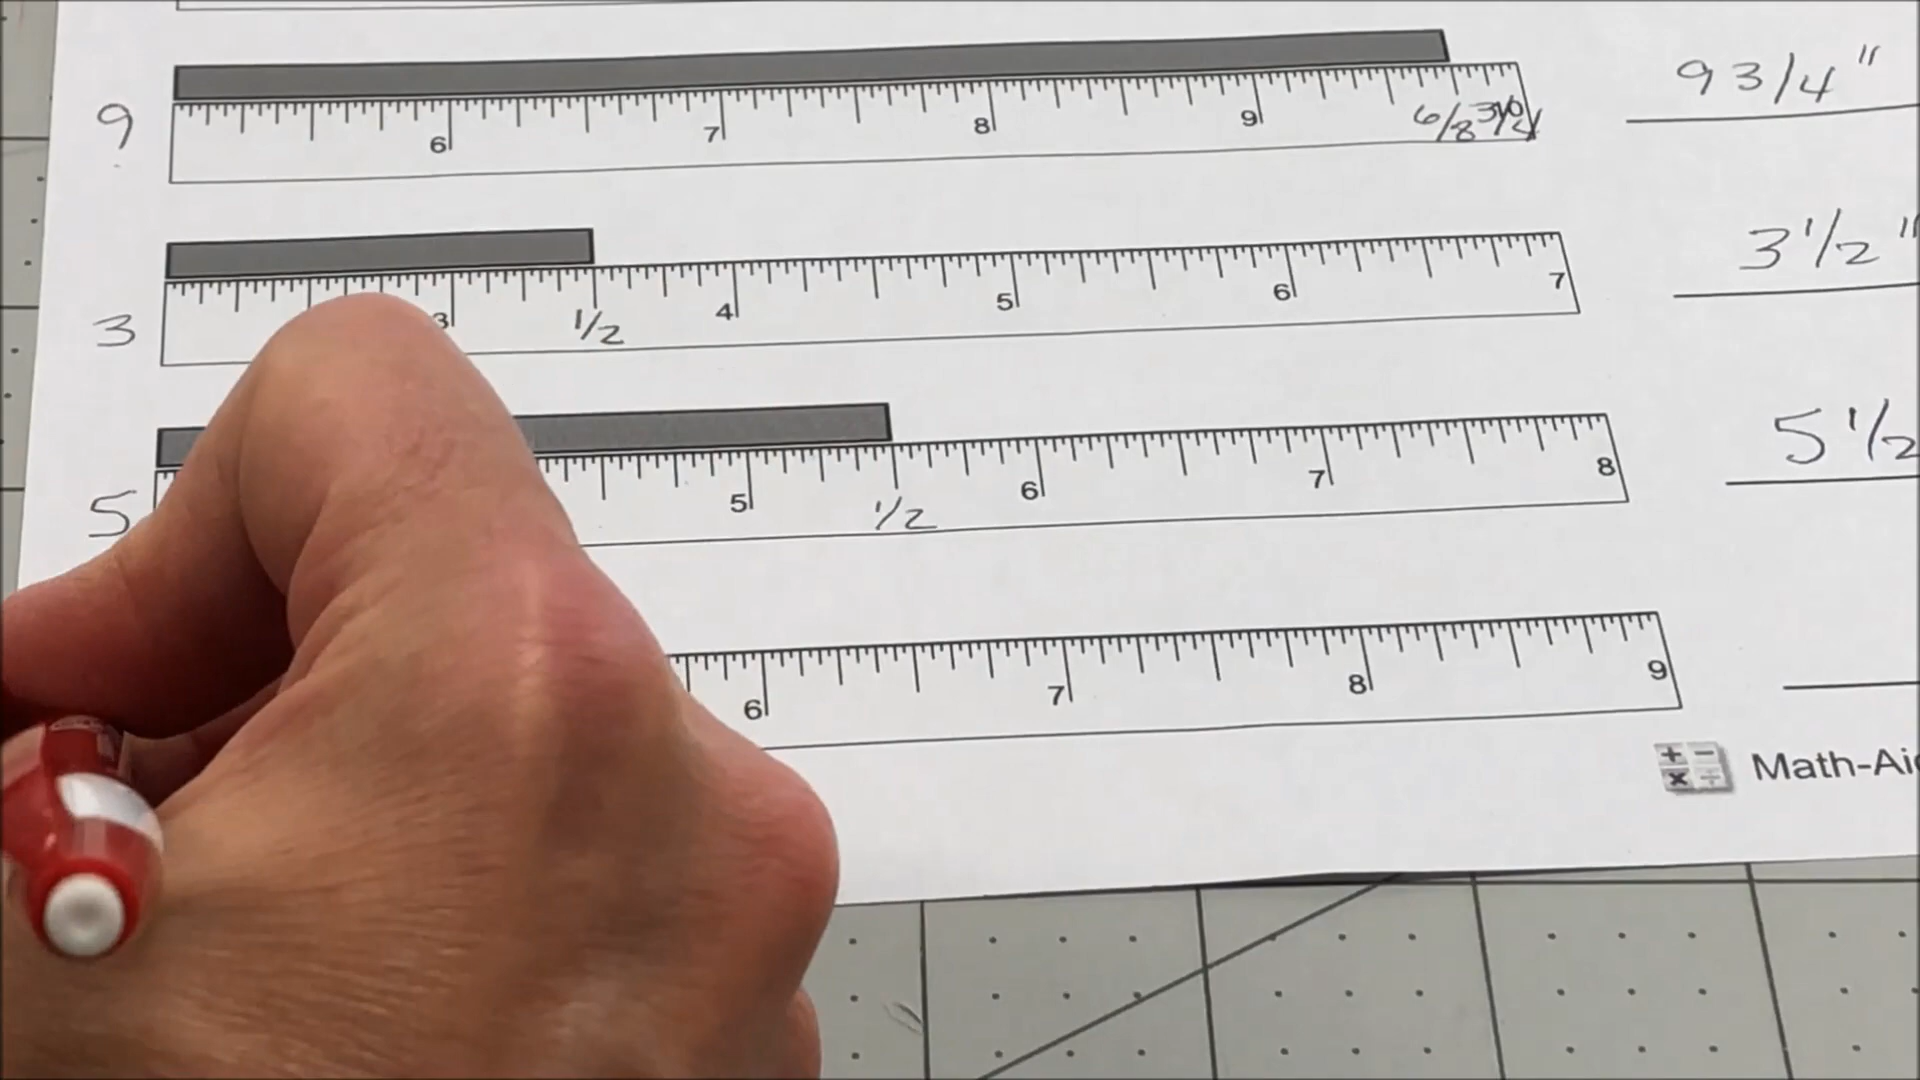 9 6 7 8 9 6/8 3/4 9 3/4"
3 3 1/2 4 5 6 7 3 1/2"
5 5 1/2 6 7 8 5 1/2
6 7 8 9
+ - × ÷ Math-Ai